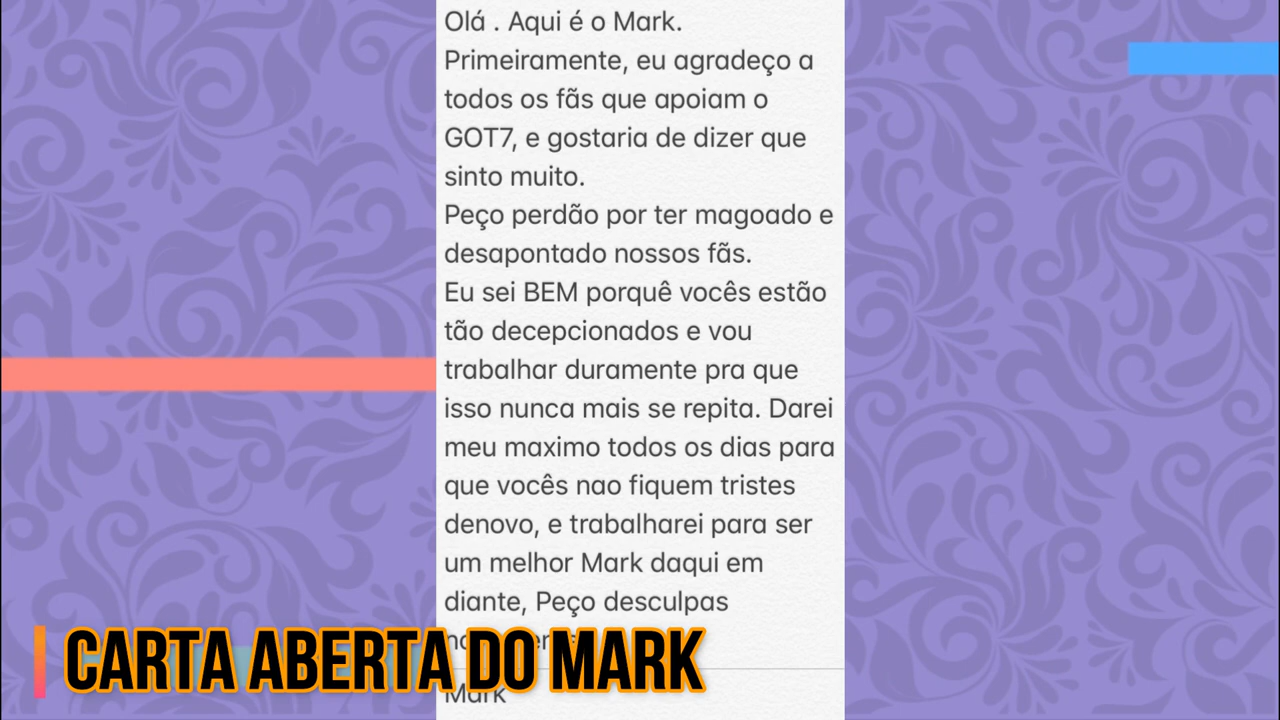 Olá . Aqui é o Mark.
Primeiramente, eu agradeço a
todos os fãs que apoiam o
GOT7, e gostaria de dizer que
sinto muito.
Peço perdão por ter magoado e
desapontado nossos fãs.
Eu sei BEM porquê vocês estão
tão decepcionados e vou
trabalhar duramente pra que
isso nunca mais se repita. Darei
meu maximo todos os dias para
que vocês nao fiquem tristes
denovo, e trabalharei para ser
um melhor Mark daqui em
diante, Peço desculpas
CARTA ABERTA DO MARK
Mark